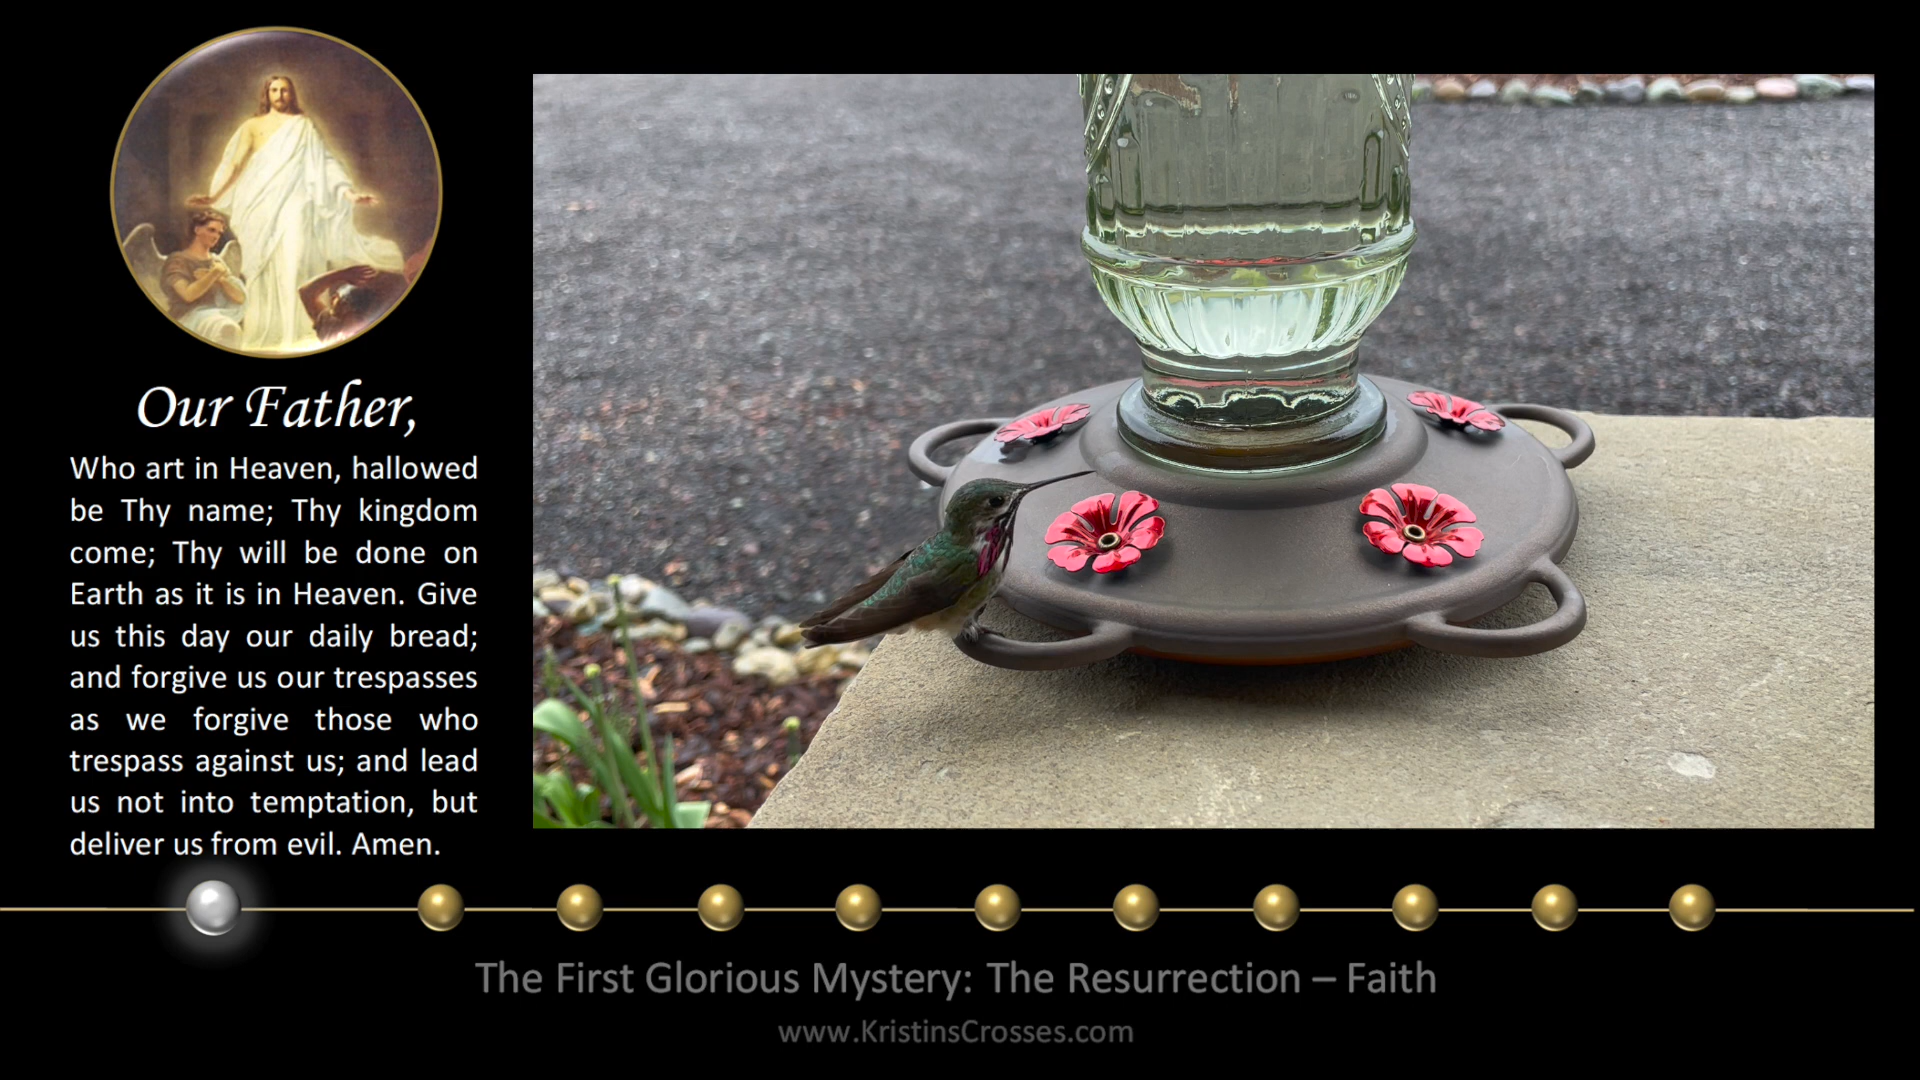 Our Father,
Who art in Heaven, hallowed
be Thy name; Thy kingdom
come; Thy will be done on
Earth as it is in Heaven. Give
us this day our daily bread;
and forgive us our trespasses
as we forgive those who
trespass against us; and lead
us not into temptation, but
deliver us from evil. Amen.
The First Glorious Mystery: The Resurrection – Faith
www.KristinsCrosses.com